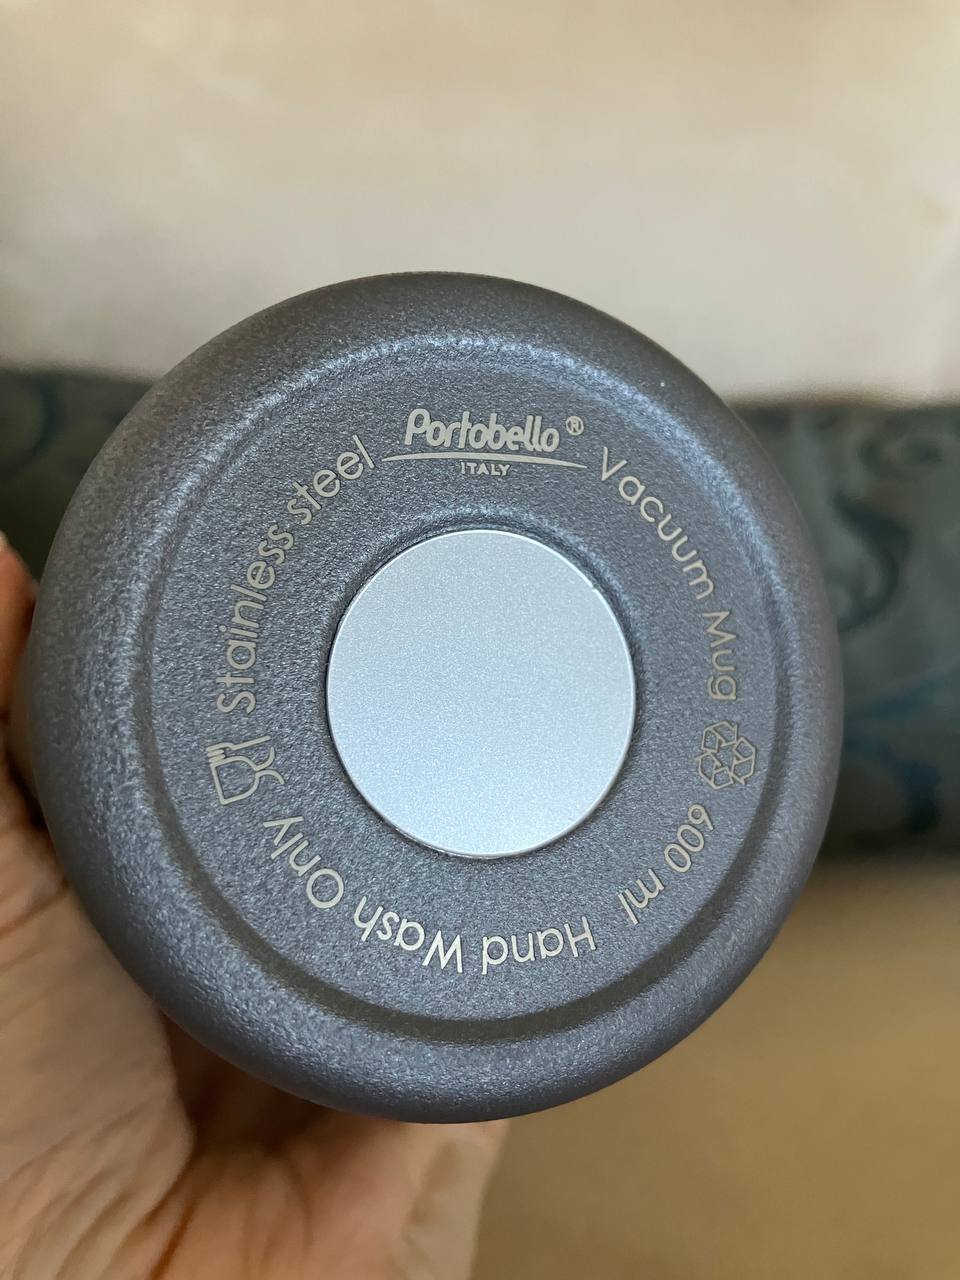 Portobello®
ITALY
Vacuum Mug
600 ml
Hand Wash Only
stainless steel